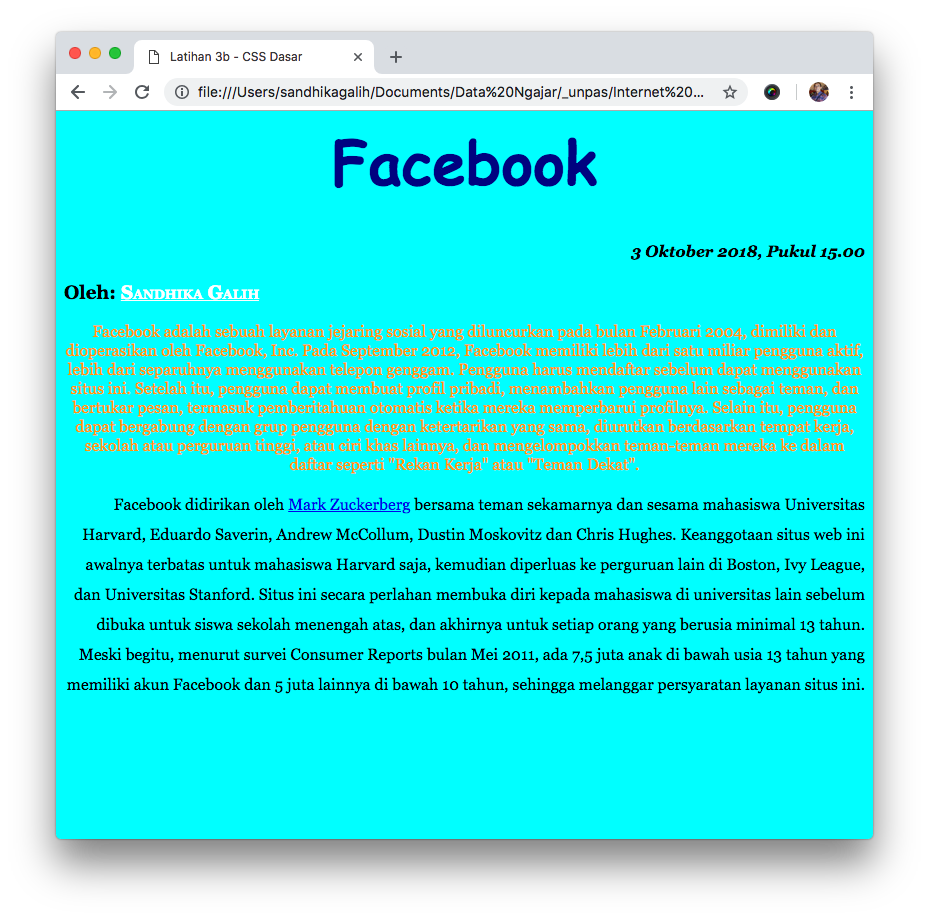 Latihan 3b - CSS Dasar
file:///Users/sandhikagalih/Documents/Data%20Ngajar/_unpas/Internet%20...
Facebook
3 Oktober 2018, Pukul 15.00
Oleh: Sandhika Galih
Facebook adalah sebuah layanan jejaring sosial yang diluncurkan pada bulan Februari 2004, dimiliki dan
dioperasikan oleh Facebook, Inc. Pada September 2012, Facebook memiliki lebih dari satu miliar pengguna aktif,
lebih dari separuhnya menggunakan telepon genggam. Pengguna harus mendaftar sebelum dapat menggunakan
situs ini. Setelah itu, pengguna dapat membuat profil pribadi, menambahkan pengguna lain sebagai teman, dan
bertukar pesan, termasuk pemberitahuan otomatis ketika mereka memperbarui profilnya. Selain itu, pengguna
dapat bergabung dengan grup pengguna dengan ketertarikan yang sama, diurutkan berdasarkan tempat kerja,
sekolah atau perguruan tinggi, atau ciri khas lainnya, dan mengelompokkan teman-teman mereka ke dalam
daftar seperti "Rekan Kerja" atau "Teman Dekat".
Facebook didirikan oleh Mark Zuckerberg bersama teman sekamarnya dan sesama mahasiswa Universitas
Harvard, Eduardo Saverin, Andrew McCollum, Dustin Moskovitz dan Chris Hughes. Keanggotaan situs web ini
awalnya terbatas untuk mahasiswa Harvard saja, kemudian diperluas ke perguruan lain di Boston, Ivy League,
dan Universitas Stanford. Situs ini secara perlahan membuka diri kepada mahasiswa di universitas lain sebelum
dibuka untuk siswa sekolah menengah atas, dan akhirnya untuk setiap orang yang berusia minimal 13 tahun.
Meski begitu, menurut survei Consumer Reports bulan Mei 2011, ada 7,5 juta anak di bawah usia 13 tahun yang
memiliki akun Facebook dan 5 juta lainnya di bawah 10 tahun, sehingga melanggar persyaratan layanan situs ini.